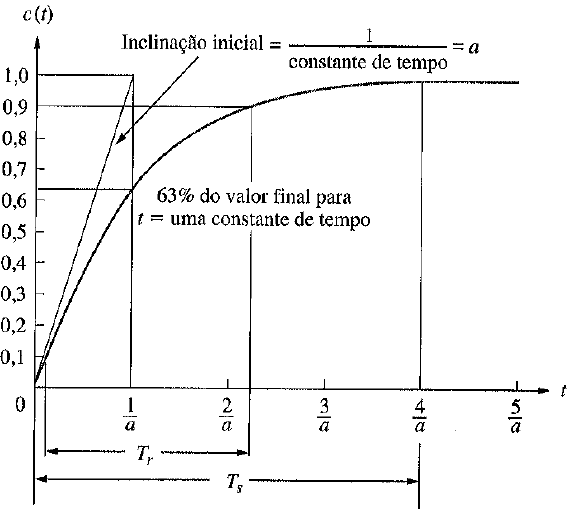 c(t)
Inclinação inicial = 1 / constante de tempo = a
1,0
0,9
0,8
0,7
0,6
0,5
0,4
0,3
0,2
0,1
0
63% do valor final para
t = uma constante de tempo
1/a
2/a
3/a
4/a
5/a
t
Tr
Ts